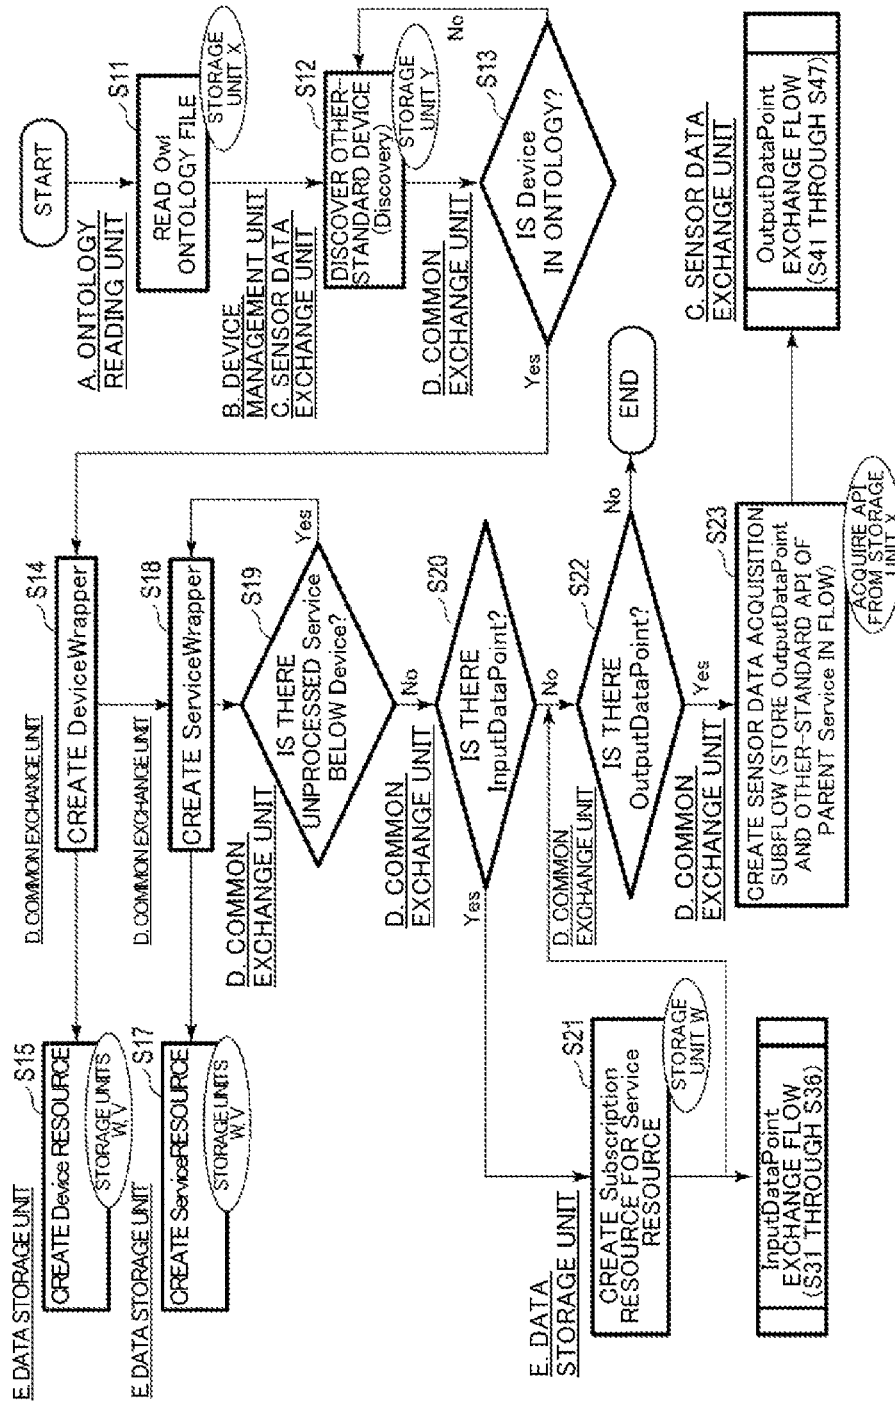 START
A. ONTOLOGY
READING UNIT
S11
READ Owl
ONTOLOGY FILE
STORAGE
UNIT X
B. DEVICE
MANAGEMENT UNIT
C. SENSOR DATA
EXCHANGE UNIT
S12
DISCOVER OTHER-
STANDARD DEVICE
(Discovery)
STORAGE
UNIT Y
D. COMMON
EXCHANGE UNIT
S13
IS Device
IN ONTOLOGY?
No
Yes
D. COMMON EXCHANGE UNIT
S14
CREATE DeviceWrapper
E. DATA STORAGE UNIT
S15
CREATE Device RESOURCE
STORAGE UNITS
W, V
D. COMMON EXCHANGE UNIT
S18
CREATE ServiceWrapper
E. DATA STORAGE UNIT
S17
CREATE ServiceRESOURCE
STORAGE UNITS
W, V
D. COMMON
EXCHANGE UNIT
S19
IS THERE
UNPROCESSED Service
BELOW Device?
Yes
No
D. COMMON
EXCHANGE UNIT
S20
IS THERE
InputDataPoint?
Yes
No
E. DATA
STORAGE UNIT
S21
CREATE Subscription
RESOURCE FOR Service
RESOURCE
STORAGE
UNIT W
InputDataPoint
EXCHANGE FLOW
(S31 THROUGH S36)
D. COMMON
EXCHANGE UNIT
S22
IS THERE
OutputDataPoint?
No
END
Yes
D. COMMON
EXCHANGE UNIT
S23
CREATE SENSOR DATA ACQUISITION
SUBFLOW (STORE OutputDataPoint
AND OTHER-STANDARD API OF
PARENT Service IN FLOW)
ACQUIRE API
FROM STORAGE
UNIT X
C. SENSOR DATA
EXCHANGE UNIT
OutputDataPoint
EXCHANGE FLOW
(S41 THROUGH S47)